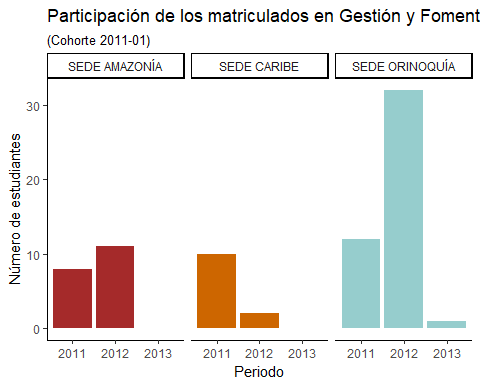 Participación de los matriculados en Gestión y Foment
(Cohorte 2011-01)
SEDE AMAZONÍA SEDE CARIBE SEDE ORINOQUÍA
Número de estudiantes
30
20
10
0
2011 2012 2013 2011 2012 2013 2011 2012 2013
Periodo